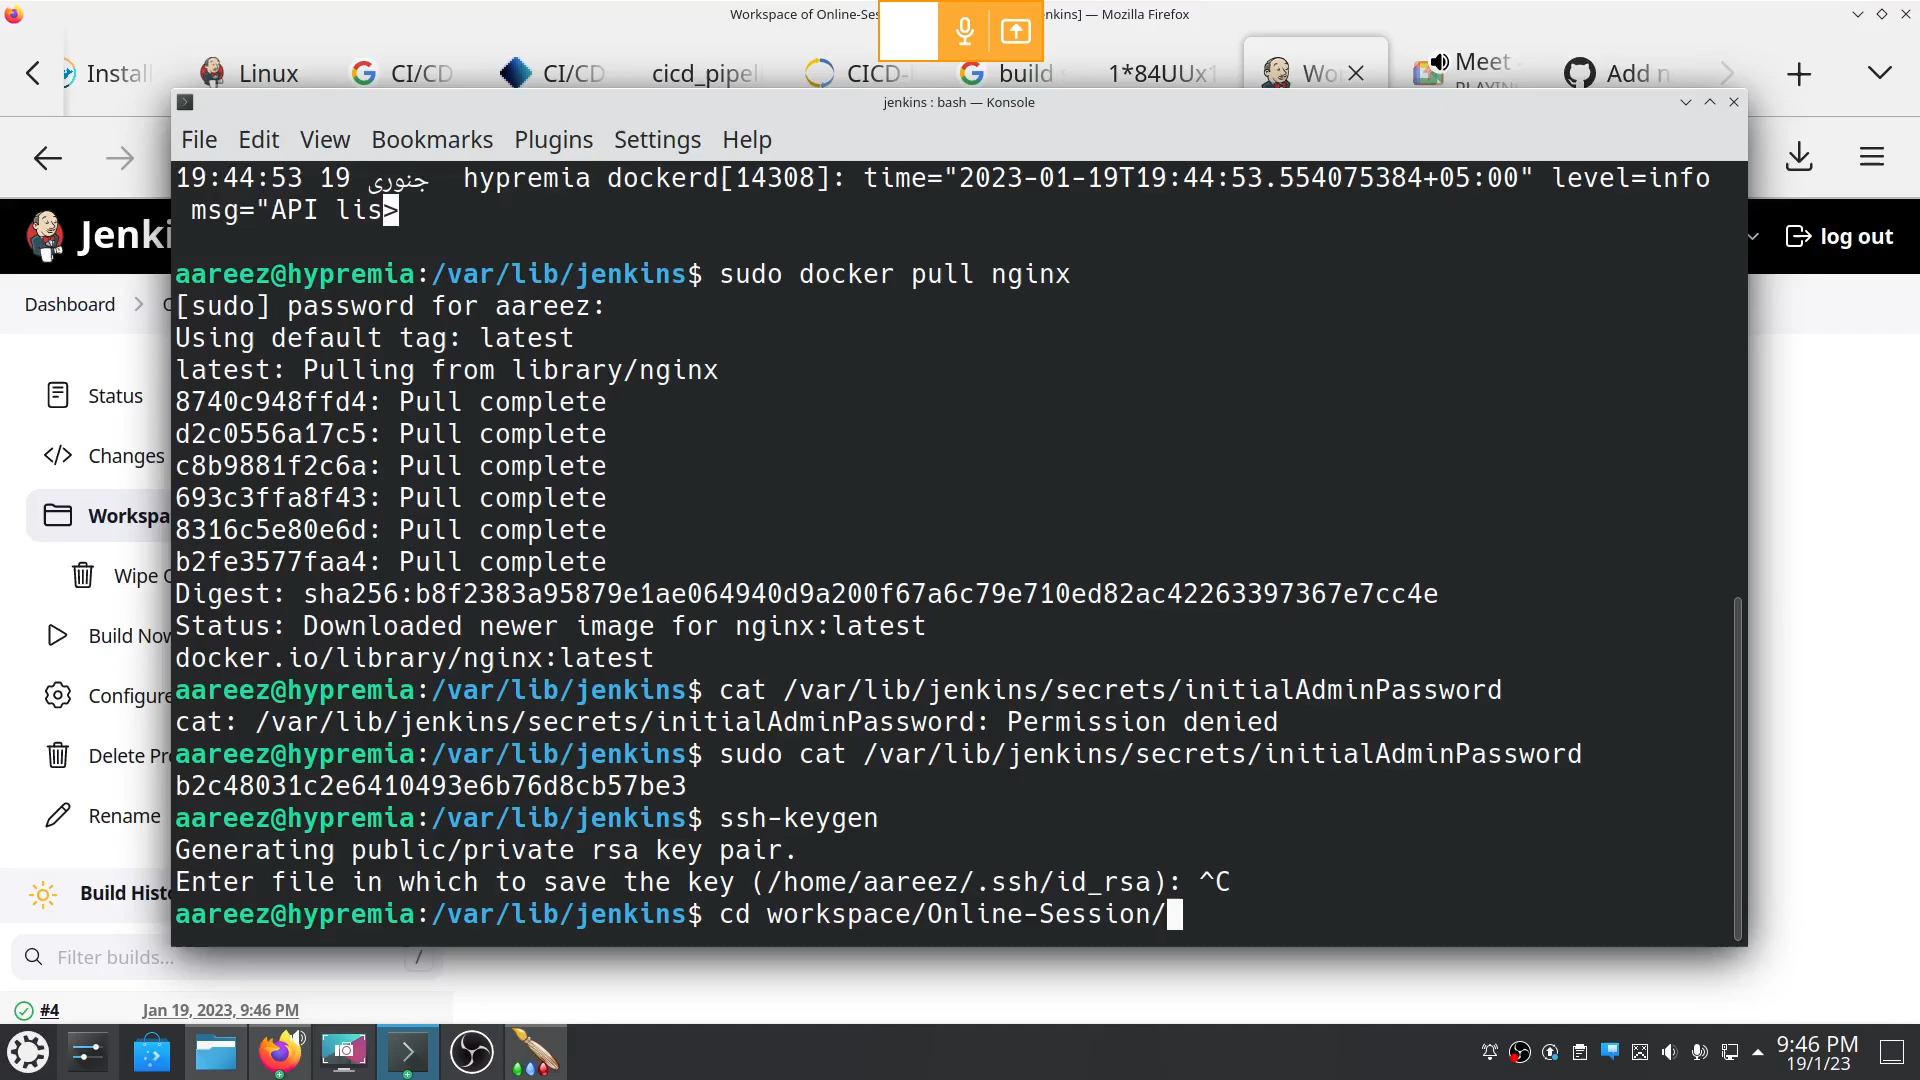 Workspace of Online-Ses
nkins] — Mozilla Firefox
Install
Linux
CI/CD
CI/CD
cicd_pipel
CICD-
build
1*84UUx1
Wo
Meet
PLAYING
Add n
jenkins : bash — Konsole
File Edit View Bookmarks Plugins Settings Help
19:44:53 19 جنوری hypremia dockerd[14308]: time="2023-01-19T19:44:53.554075384+05:00" level=info
msg="API lis>
aareez@hypremia:/var/lib/jenkins$ sudo docker pull nginx
[sudo] password for aareez:
Using default tag: latest
latest: Pulling from library/nginx
8740c948ffd4: Pull complete
d2c0556a17c5: Pull complete
c8b9881f2c6a: Pull complete
693c3ffa8f43: Pull complete
8316c5e80e6d: Pull complete
b2fe3577faa4: Pull complete
Digest: sha256:b8f2383a95879e1ae064940d9a200f67a6c79e710ed82ac42263397367e7cc4e
Status: Downloaded newer image for nginx:latest
docker.io/library/nginx:latest
aareez@hypremia:/var/lib/jenkins$ cat /var/lib/jenkins/secrets/initialAdminPassword
cat: /var/lib/jenkins/secrets/initialAdminPassword: Permission denied
aareez@hypremia:/var/lib/jenkins$ sudo cat /var/lib/jenkins/secrets/initialAdminPassword
b2c48031c2e6410493e6b76d8cb57be3
aareez@hypremia:/var/lib/jenkins$ ssh-keygen
Generating public/private rsa key pair.
Enter file in which to save the key (/home/aareez/.ssh/id_rsa): ^C
aareez@hypremia:/var/lib/jenkins$ cd workspace/Online-Session/
Jenki
log out
Dashboard
Status
Changes
Workspa
Wipe O
Build Now
Configure
Delete Pr
Rename
Build Histo
Filter builds...
/
#4
Jan 19, 2023, 9:46 PM
9:46 PM
19/1/23